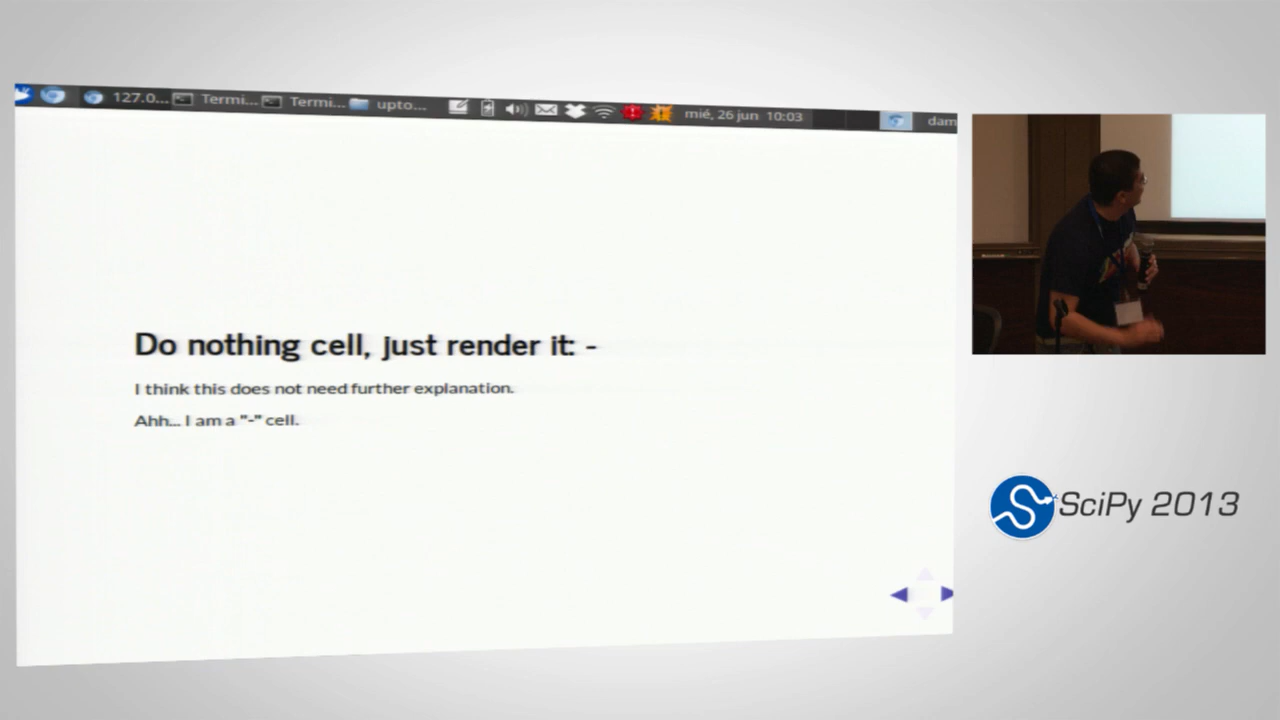 127.0... Termi... Termi... upto... mié, 26 jun 10:03 dam
Do nothing cell, just render it: -
I think this does not need further explanation.
Ahh... I am a "-" cell.
SciPy 2013